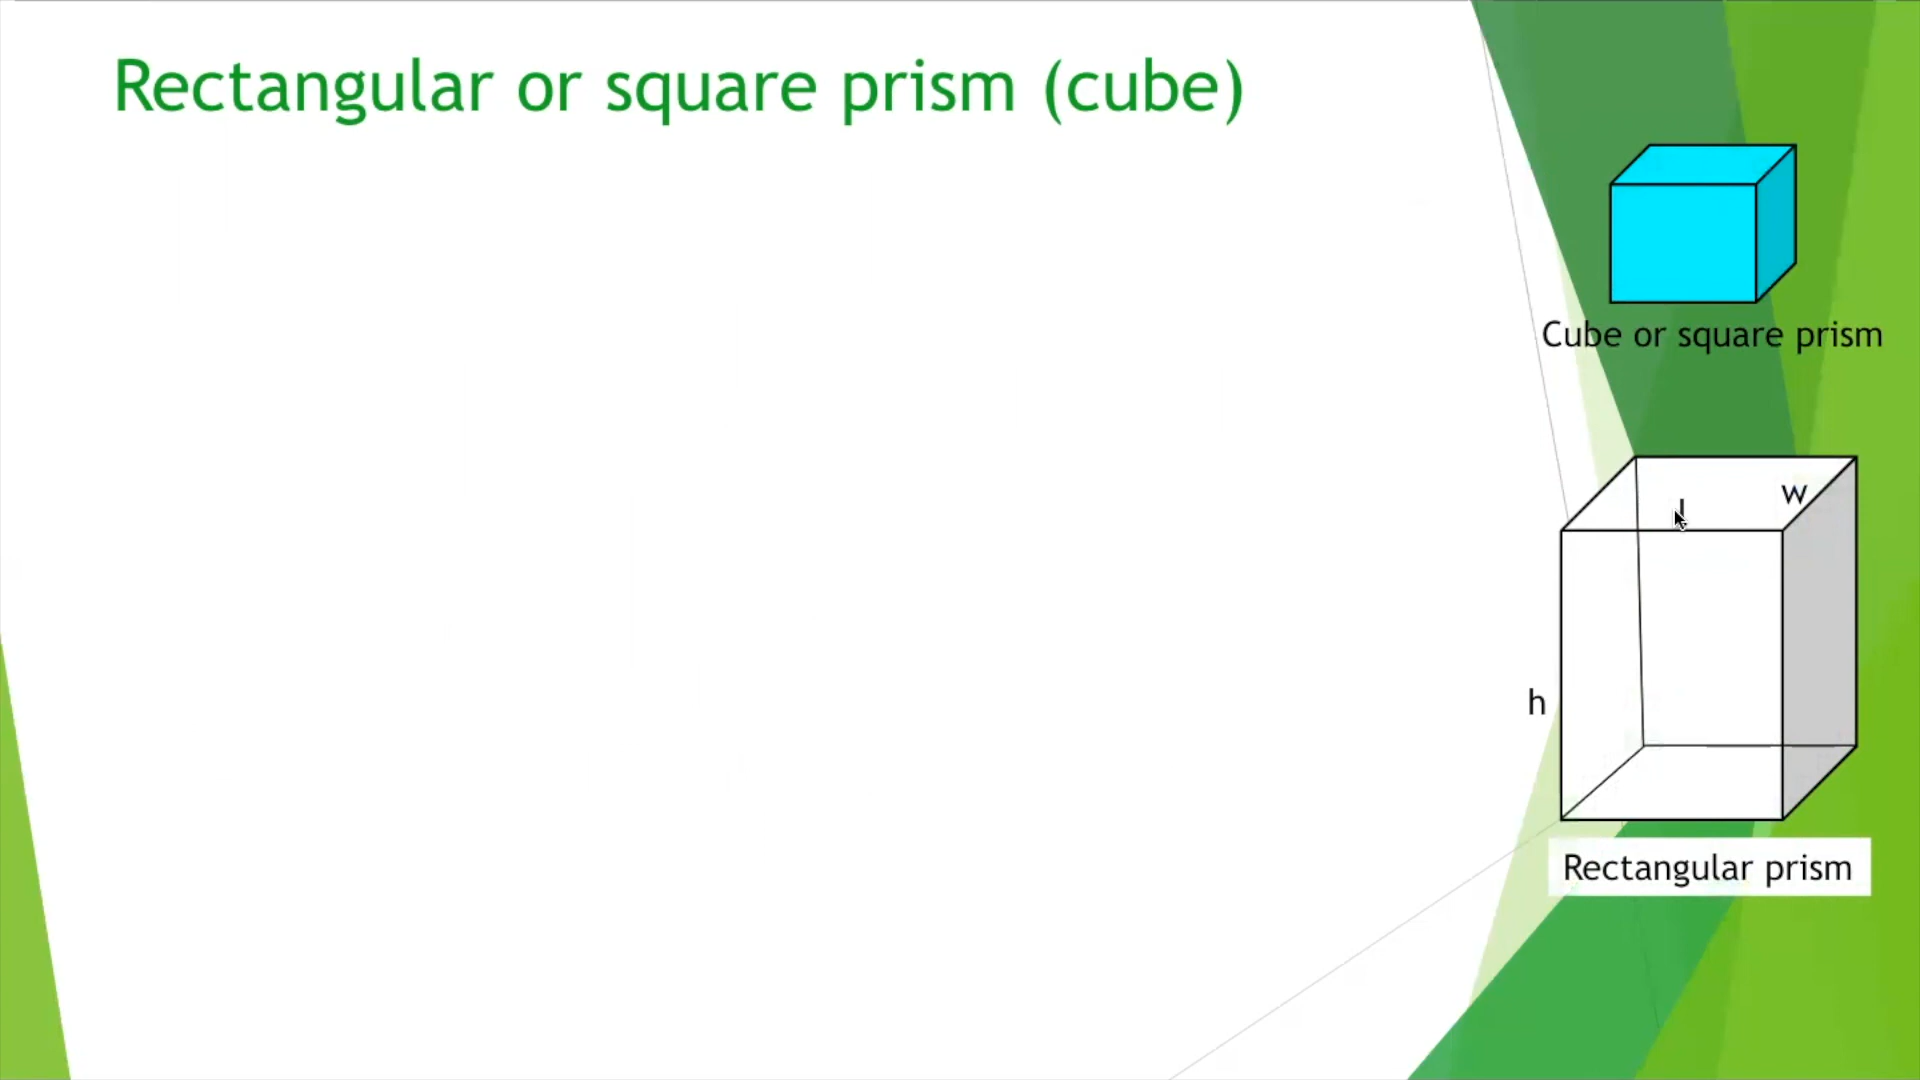 Rectangular or square prism (cube)
Cube or square prism
w
l
h
Rectangular prism